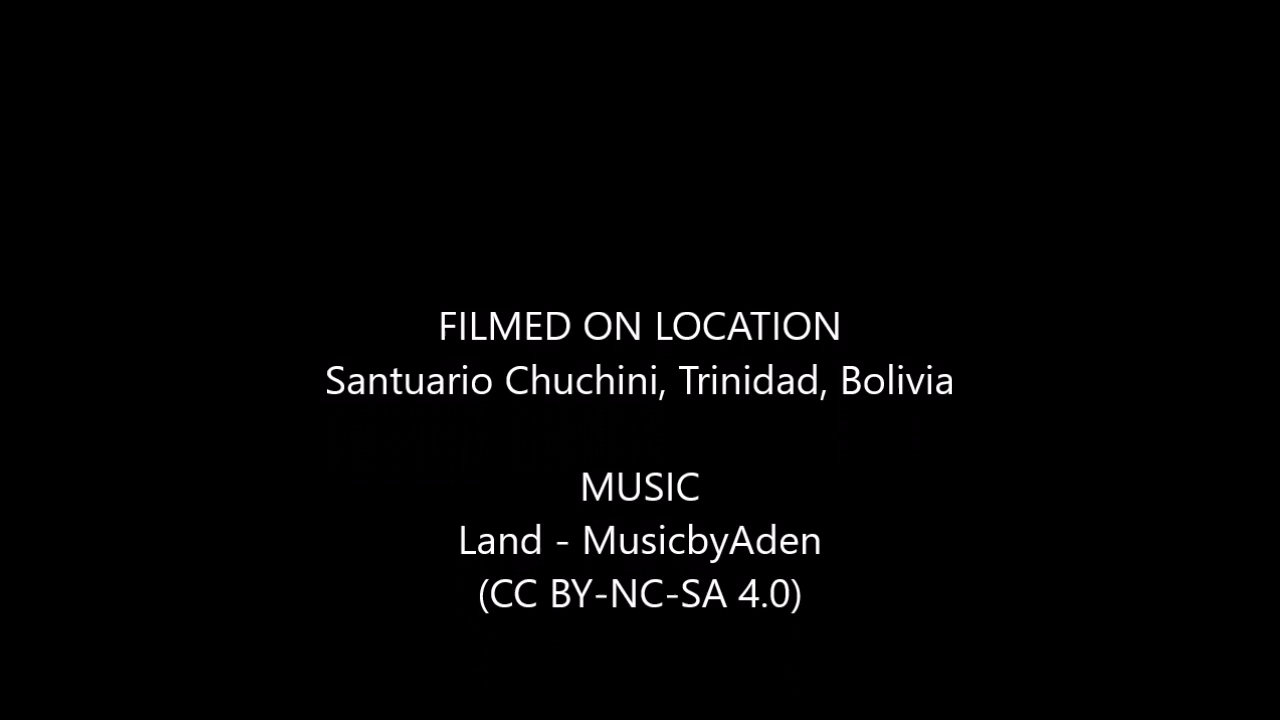 FILMED ON LOCATION
Santuario Chuchini, Trinidad, Bolivia
MUSIC
Land - MusicbyAden
(CC BY-NC-SA 4.0)